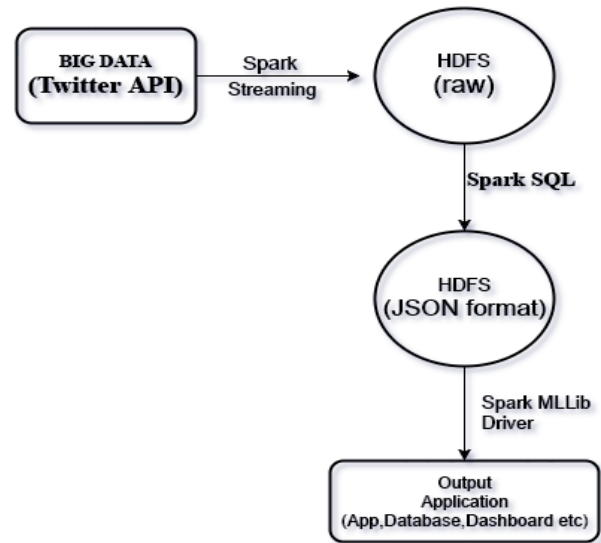 BIG DATA
(Twitter API)
Spark
Streaming
HDFS
(raw)
Spark SQL
HDFS
(JSON format)
Spark MLLib
Driver
Output
Application
(App,Database,Dashboard etc)